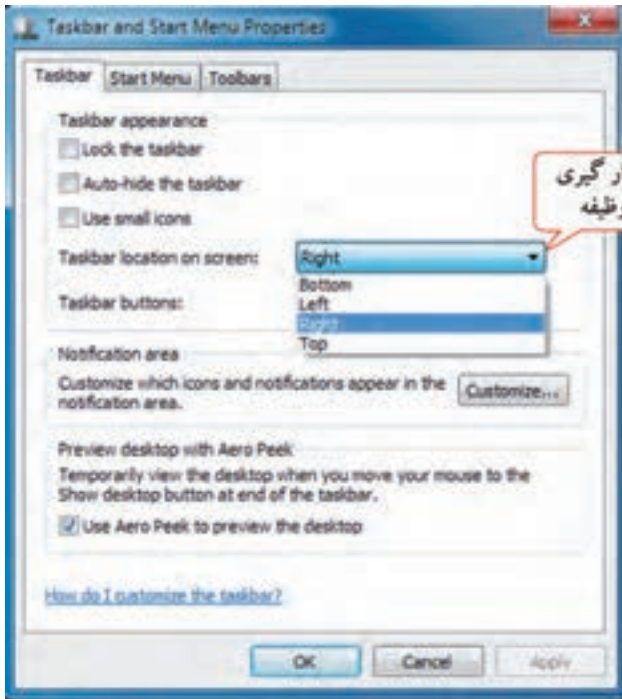 Taskbar and Start Menu Properties
Taskbar
Start Menu
Toolbars
Taskbar appearance
Lock the taskbar
Auto-hide the taskbar
Use small icons
گیری
Taskbar location on screen:
Right
Bottom
Left
Right
Top
Taskbar buttons:
Notification area
Customize which icons and notifications appear in the
notification area.
Customize...
Preview desktop with Aero Peek
Temporarily view the desktop when you move your mouse to the
Show desktop button at end of the taskbar.
Use Aero Peek to preview the desktop
How do I customize the taskbar?
OK
Cancel
Apply